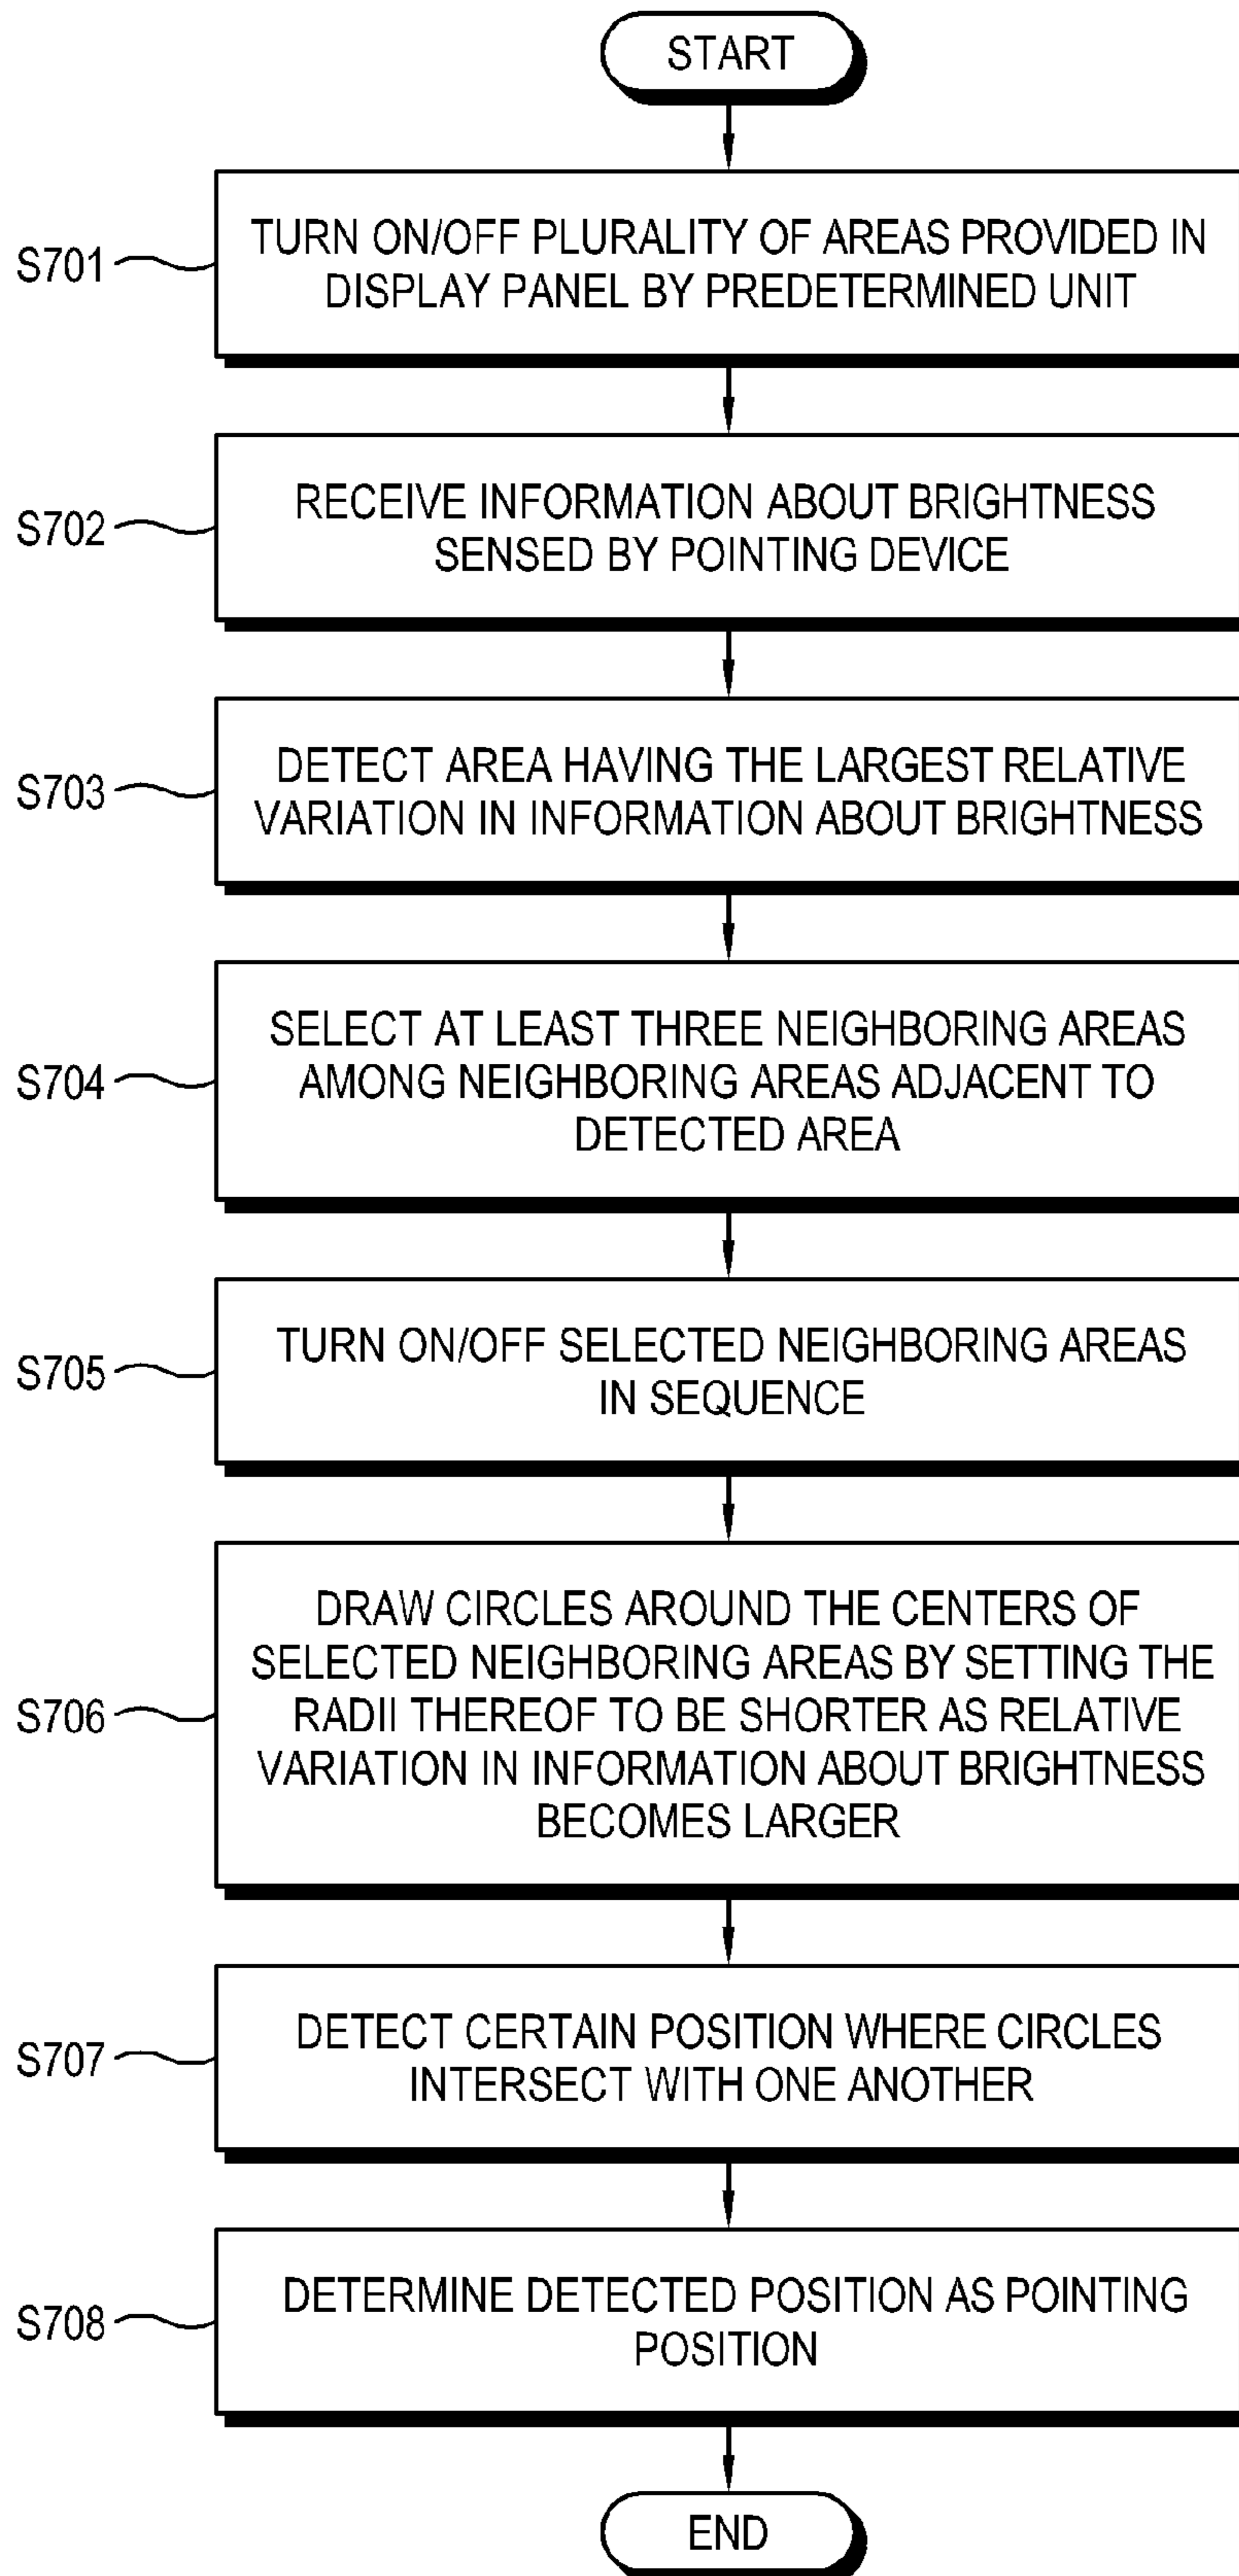 START
S701
TURN ON/OFF PLURALITY OF AREAS PROVIDED IN
DISPLAY PANEL BY PREDETERMINED UNIT
S702
RECEIVE INFORMATION ABOUT BRIGHTNESS
SENSED BY POINTING DEVICE
S703
DETECT AREA HAVING THE LARGEST RELATIVE
VARIATION IN INFORMATION ABOUT BRIGHTNESS
S704
SELECT AT LEAST THREE NEIGHBORING AREAS
AMONG NEIGHBORING AREAS ADJACENT TO
DETECTED AREA
S705
TURN ON/OFF SELECTED NEIGHBORING AREAS
IN SEQUENCE
S706
DRAW CIRCLES AROUND THE CENTERS OF
SELECTED NEIGHBORING AREAS BY SETTING THE
RADII THEREOF TO BE SHORTER AS RELATIVE
VARIATION IN INFORMATION ABOUT BRIGHTNESS
BECOMES LARGER
S707
DETECT CERTAIN POSITION WHERE CIRCLES
INTERSECT WITH ONE ANOTHER
S708
DETERMINE DETECTED POSITION AS POINTING
POSITION
END